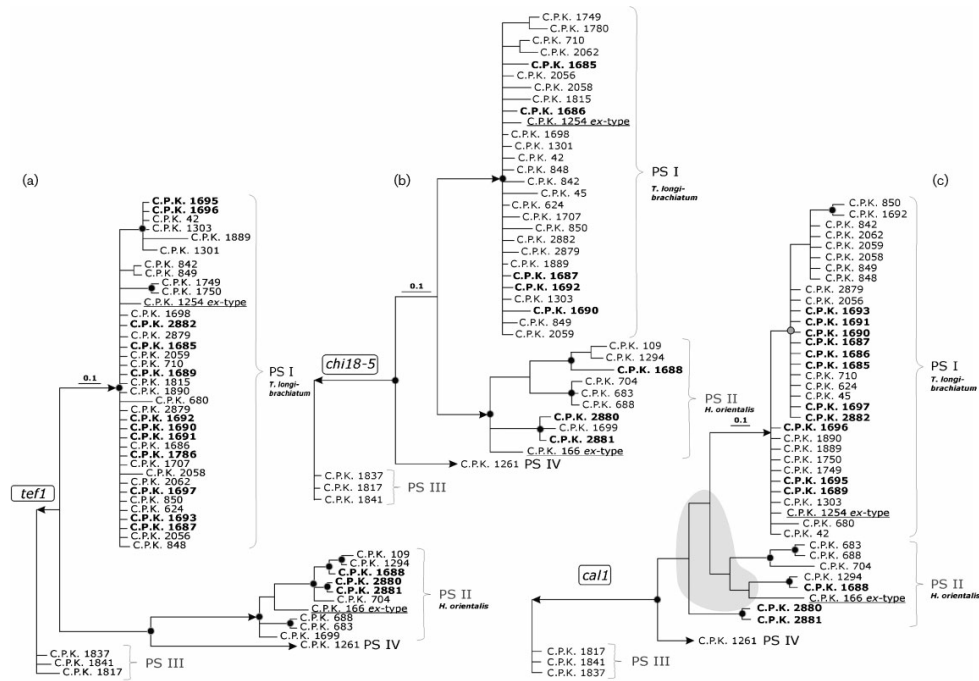 (a)
C.P.K. 1695
C.P.K. 1696
C.P.K. 42
C.P.K. 1303
C.P.K. 1889
C.P.K. 1301
C.P.K. 842
C.P.K. 849
C.P.K. 1749
C.P.K. 1750
C.P.K. 1254 ex-type
C.P.K. 1698
C.P.K. 2882
C.P.K. 2879
C.P.K. 1685
C.P.K. 2059
C.P.K. 710
C.P.K. 1689
C.P.K. 1815
C.P.K. 1890
C.P.K. 680
C.P.K. 2879
C.P.K. 1692
C.P.K. 1690
C.P.K. 1691
C.P.K. 1686
C.P.K. 1786
C.P.K. 1707
C.P.K. 2058
C.P.K. 2062
C.P.K. 1697
C.P.K. 850
C.P.K. 624
C.P.K. 1693
C.P.K. 1687
C.P.K. 2056
C.P.K. 848
PS I
T. longi-
brachiatum
0.1
tef1
C.P.K. 109
C.P.K. 1294
C.P.K. 1688
C.P.K. 2880
C.P.K. 2881
C.P.K. 704
C.P.K. 166 ex-type
C.P.K. 688
C.P.K. 683
C.P.K. 1699
PS II
H. orientalis
C.P.K. 1261 PS IV
C.P.K. 1837
C.P.K. 1841
C.P.K. 1817
PS III
(b)
C.P.K. 1749
C.P.K. 1780
C.P.K. 710
C.P.K. 2062
C.P.K. 1685
C.P.K. 2056
C.P.K. 2058
C.P.K. 1815
C.P.K. 1686
C.P.K. 1254 ex-type
C.P.K. 1698
C.P.K. 1301
C.P.K. 42
C.P.K. 848
C.P.K. 842
C.P.K. 45
C.P.K. 624
C.P.K. 1707
C.P.K. 850
C.P.K. 2882
C.P.K. 2879
C.P.K. 1889
C.P.K. 1687
C.P.K. 1692
C.P.K. 1303
C.P.K. 1690
C.P.K. 849
C.P.K. 2059
PS I
T. longi-
brachiatum
0.1
chi18-5
C.P.K. 109
C.P.K. 1294
C.P.K. 1688
C.P.K. 704
C.P.K. 683
C.P.K. 688
C.P.K. 2880
C.P.K. 1699
C.P.K. 2881
C.P.K. 166 ex-type
PS II
H. orientalis
C.P.K. 1261 PS IV
C.P.K. 1837
C.P.K. 1817
C.P.K. 1841
PS III
(c)
C.P.K. 850
C.P.K. 1692
C.P.K. 842
C.P.K. 2062
C.P.K. 2059
C.P.K. 2058
C.P.K. 849
C.P.K. 848
C.P.K. 2879
C.P.K. 2056
C.P.K. 1693
C.P.K. 1691
C.P.K. 1690
C.P.K. 1687
C.P.K. 1686
C.P.K. 1685
C.P.K. 710
C.P.K. 624
C.P.K. 45
C.P.K. 1697
C.P.K. 2882
C.P.K. 1696
C.P.K. 1890
C.P.K. 1889
C.P.K. 1750
C.P.K. 1749
C.P.K. 1695
C.P.K. 1689
C.P.K. 1303
C.P.K. 1254 ex-type
C.P.K. 680
C.P.K. 42
PS I
T. longi-
brachiatum
0.1
cal1
C.P.K. 683
C.P.K. 688
C.P.K. 704
C.P.K. 1294
C.P.K. 1688
C.P.K. 166 ex-type
C.P.K. 2880
C.P.K. 2881
PS II
H. orientalis
C.P.K. 1261 PS IV
C.P.K. 1817
C.P.K. 1841
C.P.K. 1837
PS III